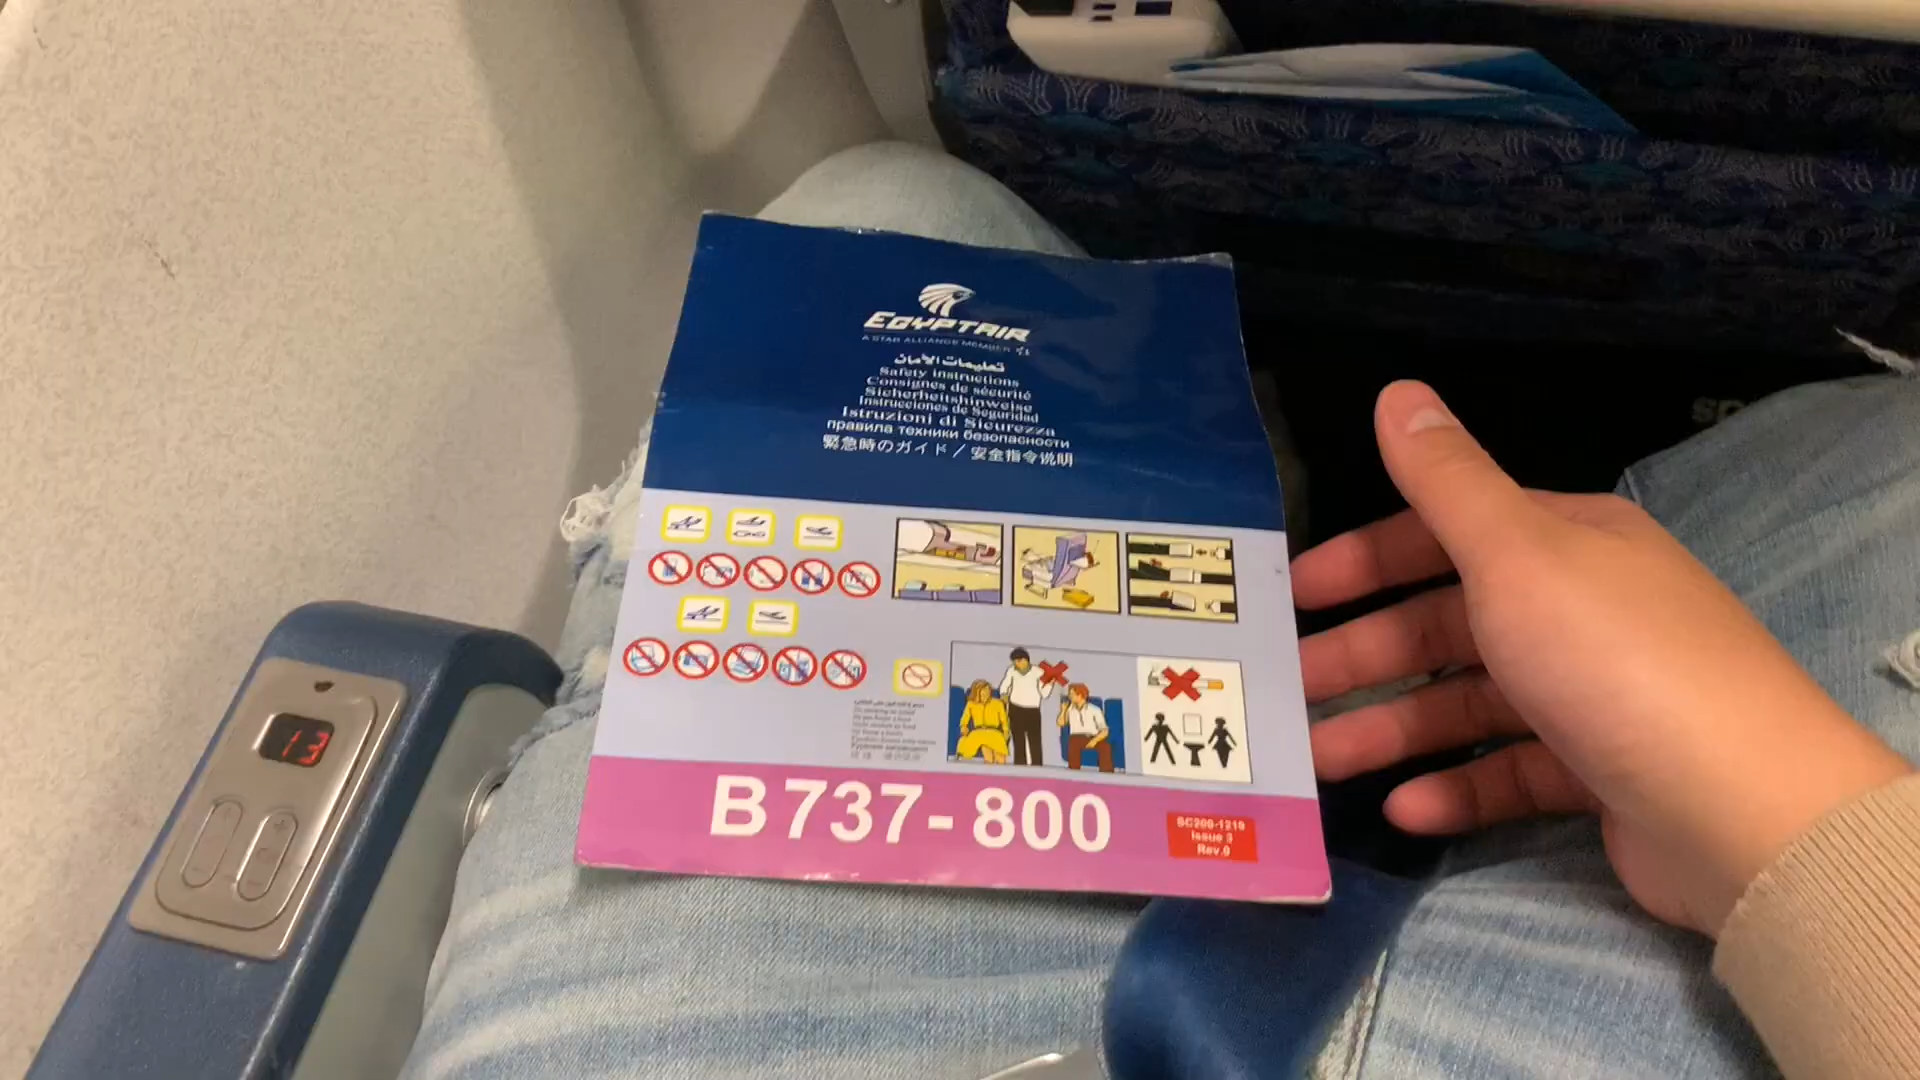 EGYPTAIR
A STAR ALLIANCE MEMBER
تعليمات الأمان
Safety instructions
Consignes de sécurité
Sicherheitshinweise
Instrucciones de Seguridad
Istruzioni di Sicurezza
правила техники безопасности
緊急時のガイド / 安全指令说明
B737-800
SC208-1219
Issue 3
Rev.0
13